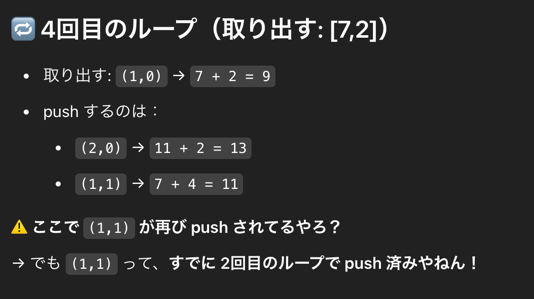 🔁 4回目のループ（取り出す: [7,2]）
• 取り出す: (1,0) → 7 + 2 = 9
• push するのは：
• (2,0) → 11 + 2 = 13
• (1,1) → 7 + 4 = 11
⚠️ ここで (1,1) が再び push されてるやろ？
→ でも (1,1) って、すでに 2回目のループで push 済みやねん！